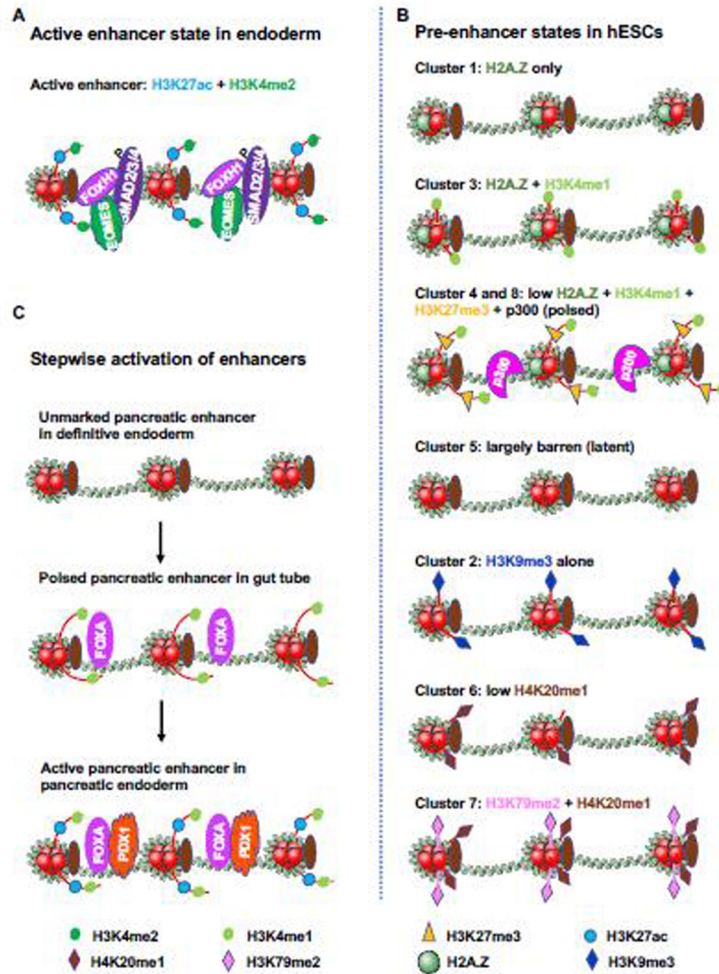 A
Active enhancer state in endoderm
Active enhancer: H3K27ac + H3K4me2
P
FOXH1
SMAD2/3/4
EOMES
P
FOXH1
SMAD2/3/4
EOMES
C
Stepwise activation of enhancers
Unmarked pancreatic enhancer
in definitive endoderm
Poised pancreatic enhancer in gut tube
FOXA
FOXA
Active pancreatic enhancer in
pancreatic endoderm
FOXA
PDX1
FOXA
PDX1
B
Pre-enhancer states in hESCs
Cluster 1: H2A.Z only
Cluster 3: H2A.Z + H3K4me1
Cluster 4 and 8: low H2A.Z + H3K4me1 +
H3K27me3 + p300 (poised)
p300
p300
Cluster 5: largely barren (latent)
Cluster 2: H3K9me3 alone
Cluster 6: low H4K20me1
Cluster 7: H3K79me2 + H4K20me1
H3K4me2
H3K4me1
H3K27me3
H3K27ac
H4K20me1
H3K79me2
H2A.Z
H3K9me3